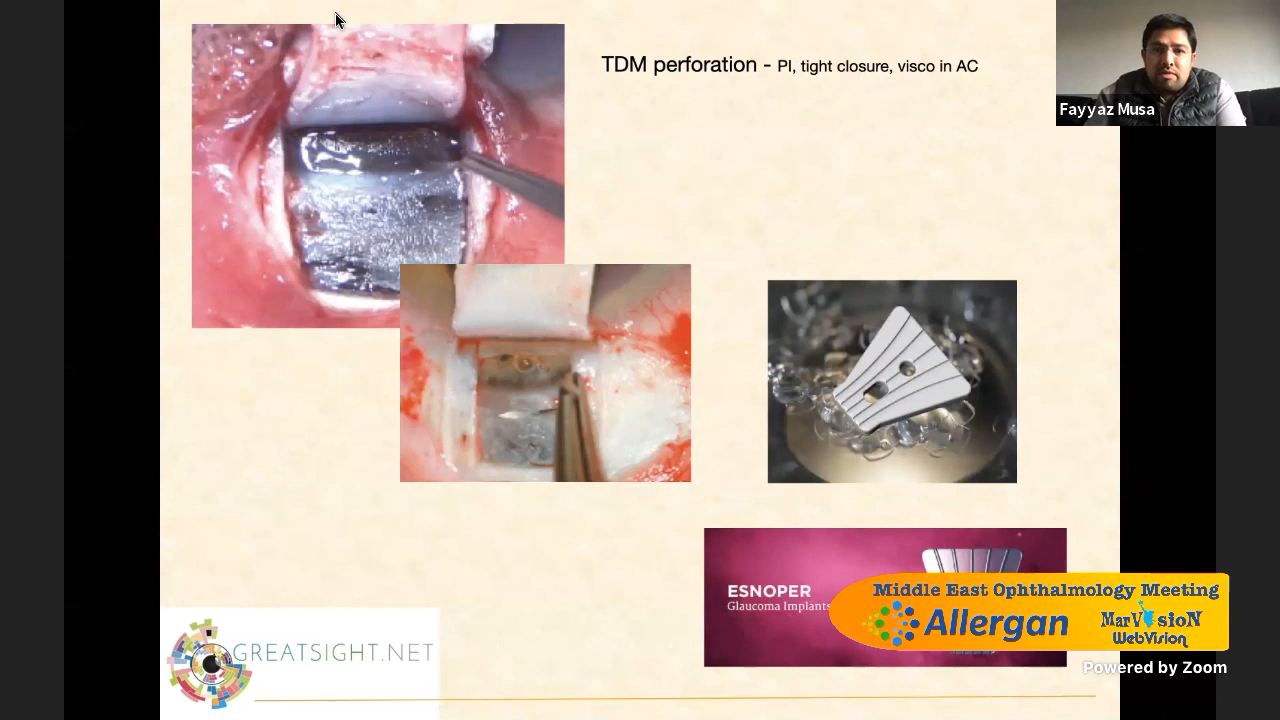 TDM perforation - PI, tight closure, visco in AC
Fayyaz Musa
ESNOPER
Glaucoma Implants
Middle East Ophthalmology Meeting
Allergan
MarVision
WebVision
GREATSIGHT.NET
Powered by Zoom